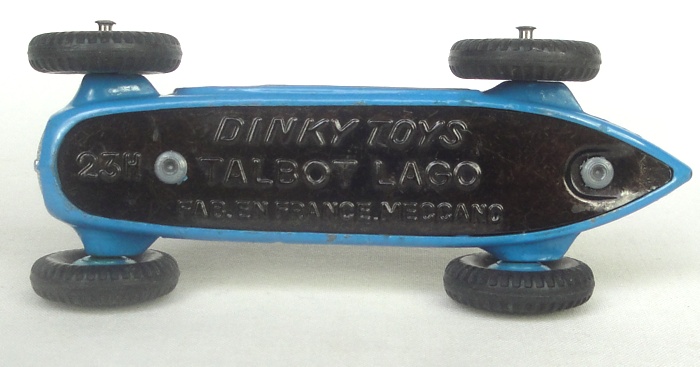 DINKY TOYS
23H TALBOT LAGO
FAB. EN FRANCE. MECCANO